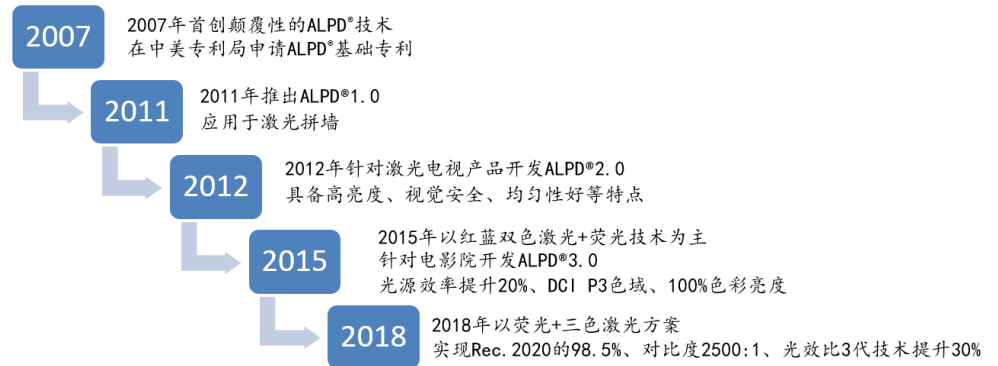 2007
2007年首创颠覆性的ALPD®技术
在中美专利局申请ALPD®基础专利
2011
2011年推出ALPD®1.0
应用于激光拼墙
2012
2012年针对激光电视产品开发ALPD®2.0
具备高亮度、视觉安全、均匀性好等特点
2015
2015年以红蓝双色激光+荧光技术为主
针对电影院开发ALPD®3.0
光源效率提升20%、DCI P3色域、100%色彩亮度
2018
2018年以荧光+三色激光方案
实现Rec.2020的98.5%、对比度2500:1、光效比3代技术提升30%